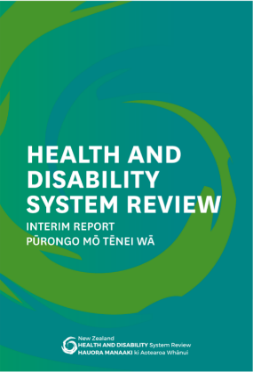 HEALTH AND
DISABILITY
SYSTEM REVIEW
INTERIM REPORT
PŪRONGO MŌ TĒNEI WĀ
New Zealand
HEALTH AND DISABILITY System Review
HAUORA MANAAKI ki Aotearoa Whānui